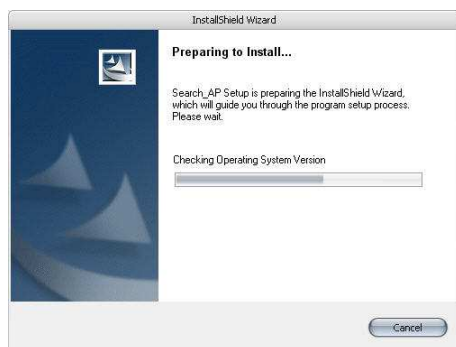 InstallShield Wizard
Preparing to Install...
Search_AP Setup is preparing the InstallShield Wizard,
which will guide you through the program setup process.
Please wait.
Checking Operating System Version
Cancel